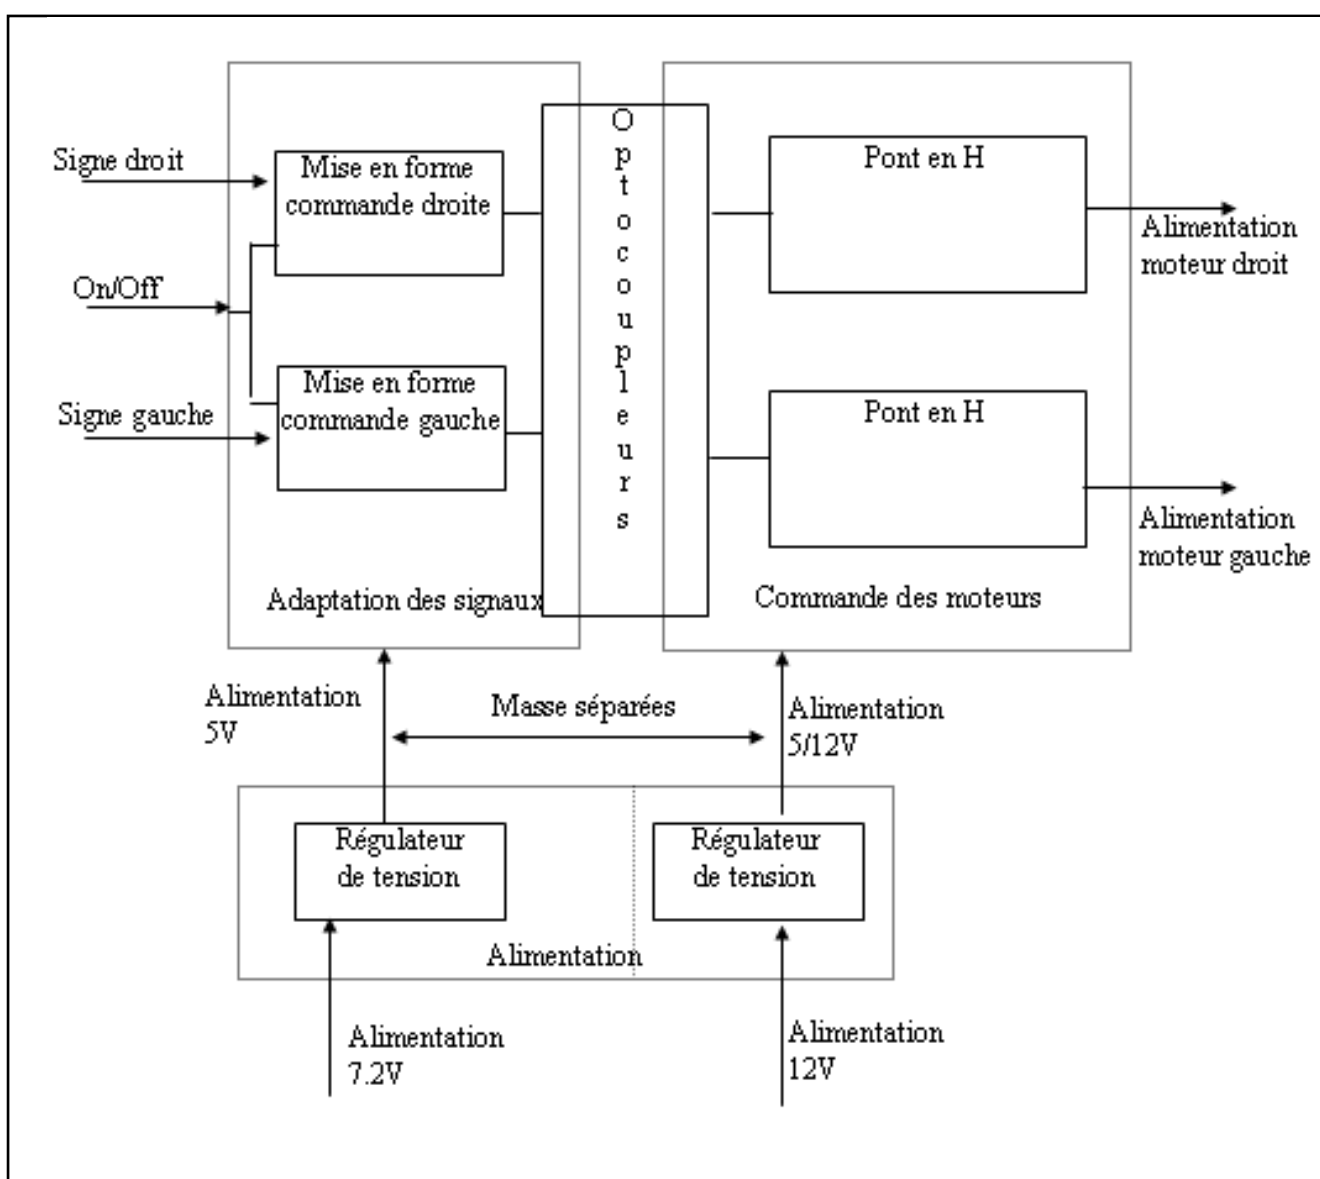 Signe droit
On/Off
Signe gauche
Mise en forme
commande droite
Mise en forme
commande gauche
Adaptation des signaux
Optocoupleurs
Pont en H
Pont en H
Commande des moteurs
Alimentation
moteur droit
Alimentation
moteur gauche
Alimentation
5V
Masse séparées
Alimentation
5/12V
Régulateur
de tension
Régulateur
de tension
Alimentation
Alimentation
7.2V
Alimentation
12V